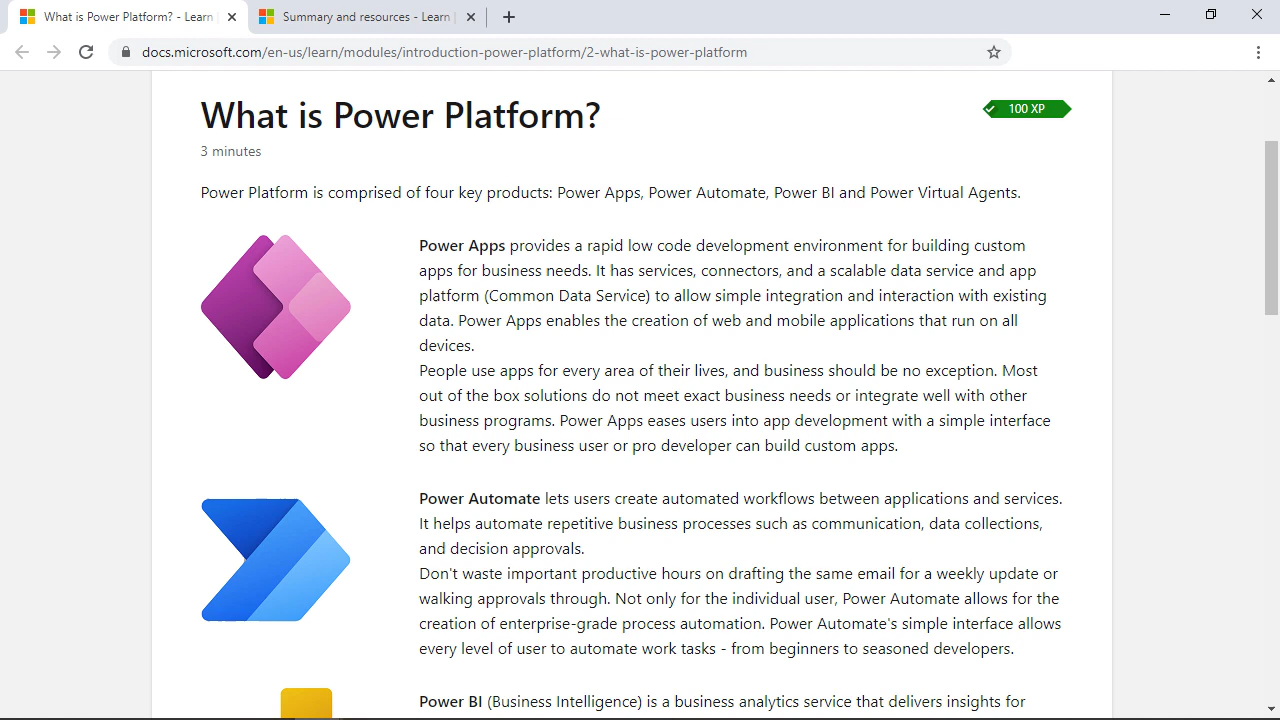 What is Power Platform? - Learn
Summary and resources - Learn
docs.microsoft.com/en-us/learn/modules/introduction-power-platform/2-what-is-power-platform
What is Power Platform?
100 XP
3 minutes
Power Platform is comprised of four key products: Power Apps, Power Automate, Power BI and Power Virtual Agents.
Power Apps provides a rapid low code development environment for building custom
apps for business needs. It has services, connectors, and a scalable data service and app
platform (Common Data Service) to allow simple integration and interaction with existing
data. Power Apps enables the creation of web and mobile applications that run on all
devices.
People use apps for every area of their lives, and business should be no exception. Most
out of the box solutions do not meet exact business needs or integrate well with other
business programs. Power Apps eases users into app development with a simple interface
so that every business user or pro developer can build custom apps.
Power Automate lets users create automated workflows between applications and services.
It helps automate repetitive business processes such as communication, data collections,
and decision approvals.
Don't waste important productive hours on drafting the same email for a weekly update or
walking approvals through. Not only for the individual user, Power Automate allows for the
creation of enterprise-grade process automation. Power Automate's simple interface allows
every level of user to automate work tasks - from beginners to seasoned developers.
Power BI (Business Intelligence) is a business analytics service that delivers insights for